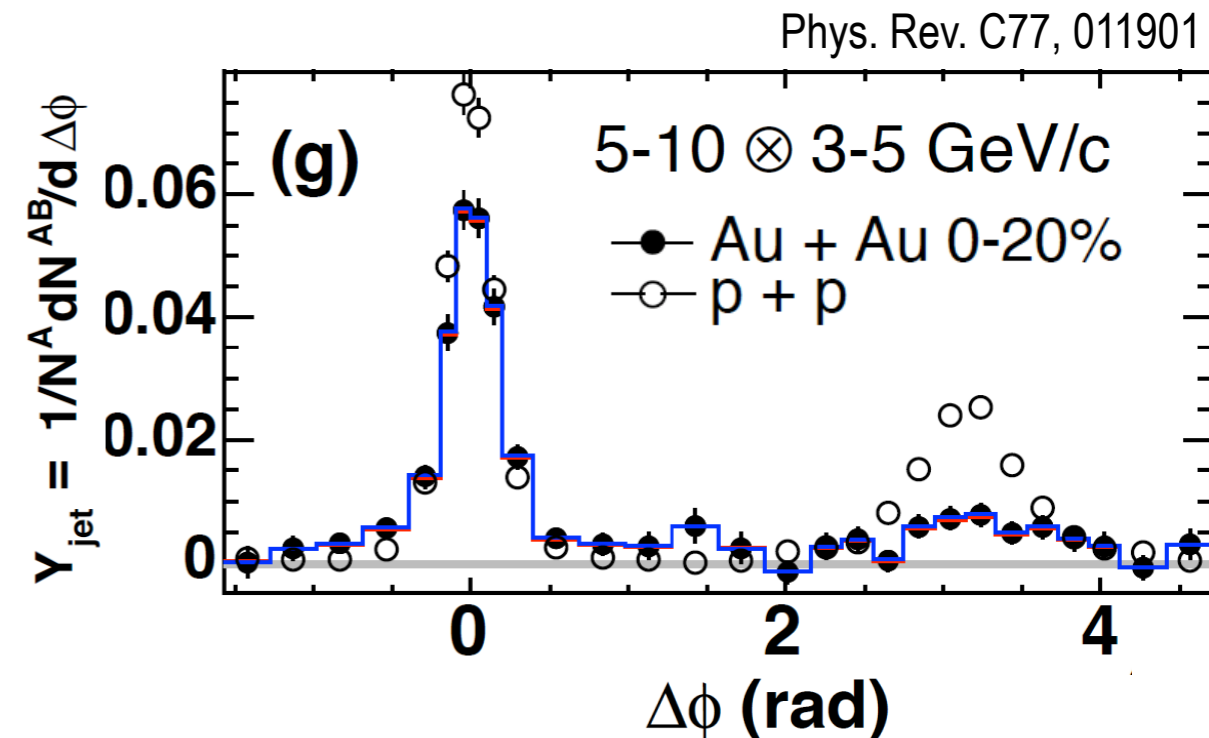 Phys. Rev. C77, 011901
Y jet = 1/N^A dN^AB/d Δϕ
(g)
5-10 ⊗ 3-5 GeV/c
Au + Au 0-20%
p + p
0.06
0.04
0.02
0
0 2 4
Δϕ (rad)